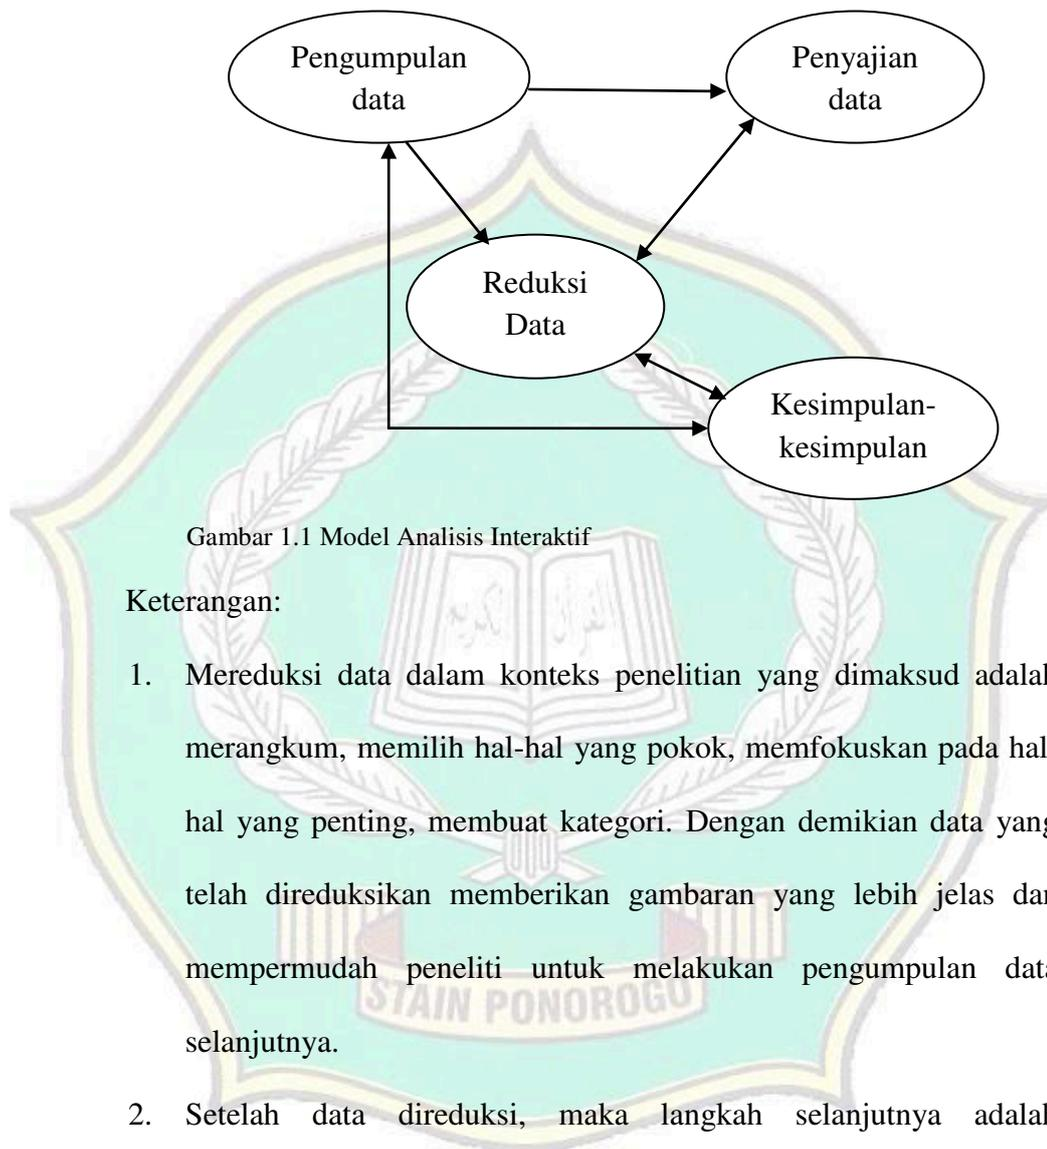 Pengumpulan
data
Penyajian
data
Reduksi
Data
Kesimpulan-
kesimpulan
Gambar 1.1 Model Analisis Interaktif
Keterangan:
1. Mereduksi data dalam konteks penelitian yang dimaksud adalah
merangkum, memilih hal-hal yang pokok, memfokuskan pada hal-
hal yang penting, membuat kategori. Dengan demikian data yang
telah direduksikan memberikan gambaran yang lebih jelas dan
mempermudah peneliti untuk melakukan pengumpulan data
STAIN PONOROGO
selanjutnya.
2. Setelah data direduksi, maka langkah selanjutnya adalah